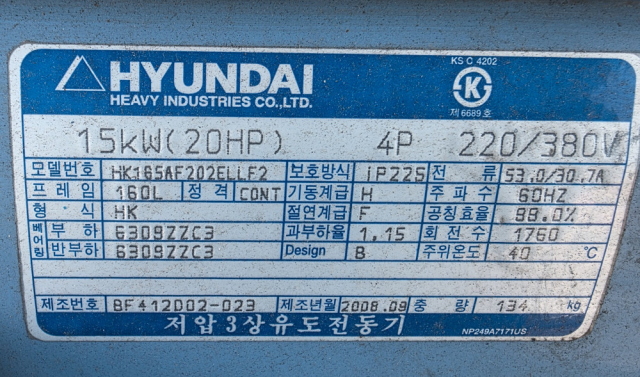 HYUNDAI
HEAVY INDUSTRIES CO.,LTD.
KS C 4202
K
제 6689 호
15kW(20HP) 4P 220/380V
모델번호 HK165AF202ELLF2 보호방식 IP22S 전 류 53.0/30.7A
프레임 160L 정격 CONT 기동계급 H 주파수 60HZ
형식 HK 절연계급 F 공칭효율 88.0%
베어링 부하 6309ZZC3 과부하율 1.15 회전수 1760
반부하 6309ZZC3 Design B 주위온도 40 °C
제조번호 BF412D02-023 제조년월 2008.09 중량 134 kg
저압3상유도전동기
NP249A7171US